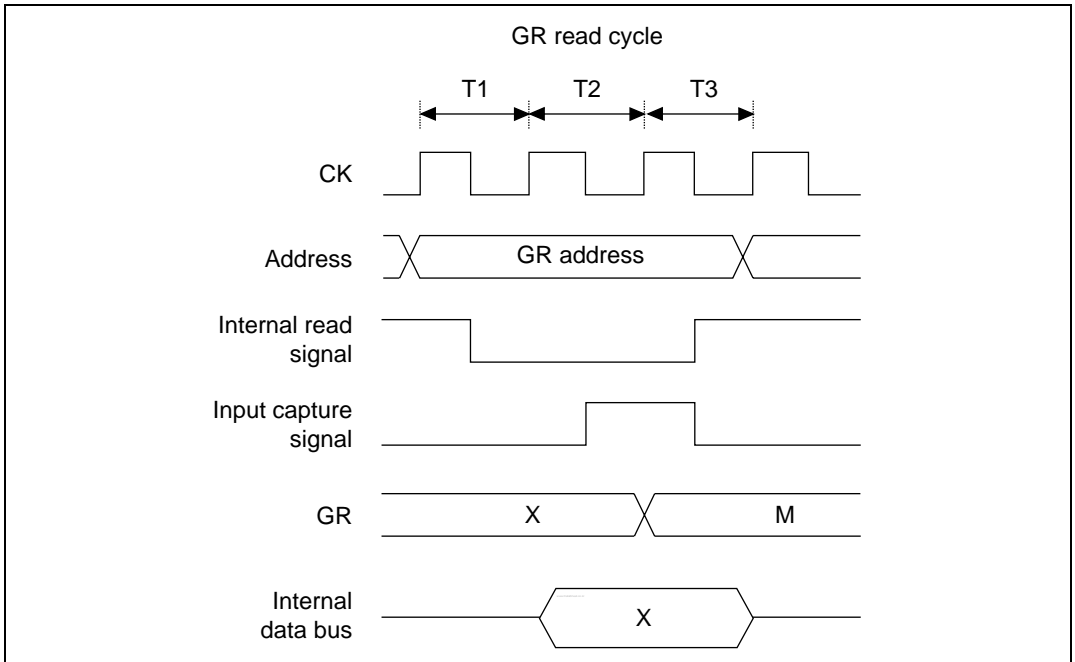 GR read cycle
T1 T2 T3
CK
Address
GR address
Internal read
signal
Input capture
signal
GR
X
M
Internal
data bus
X